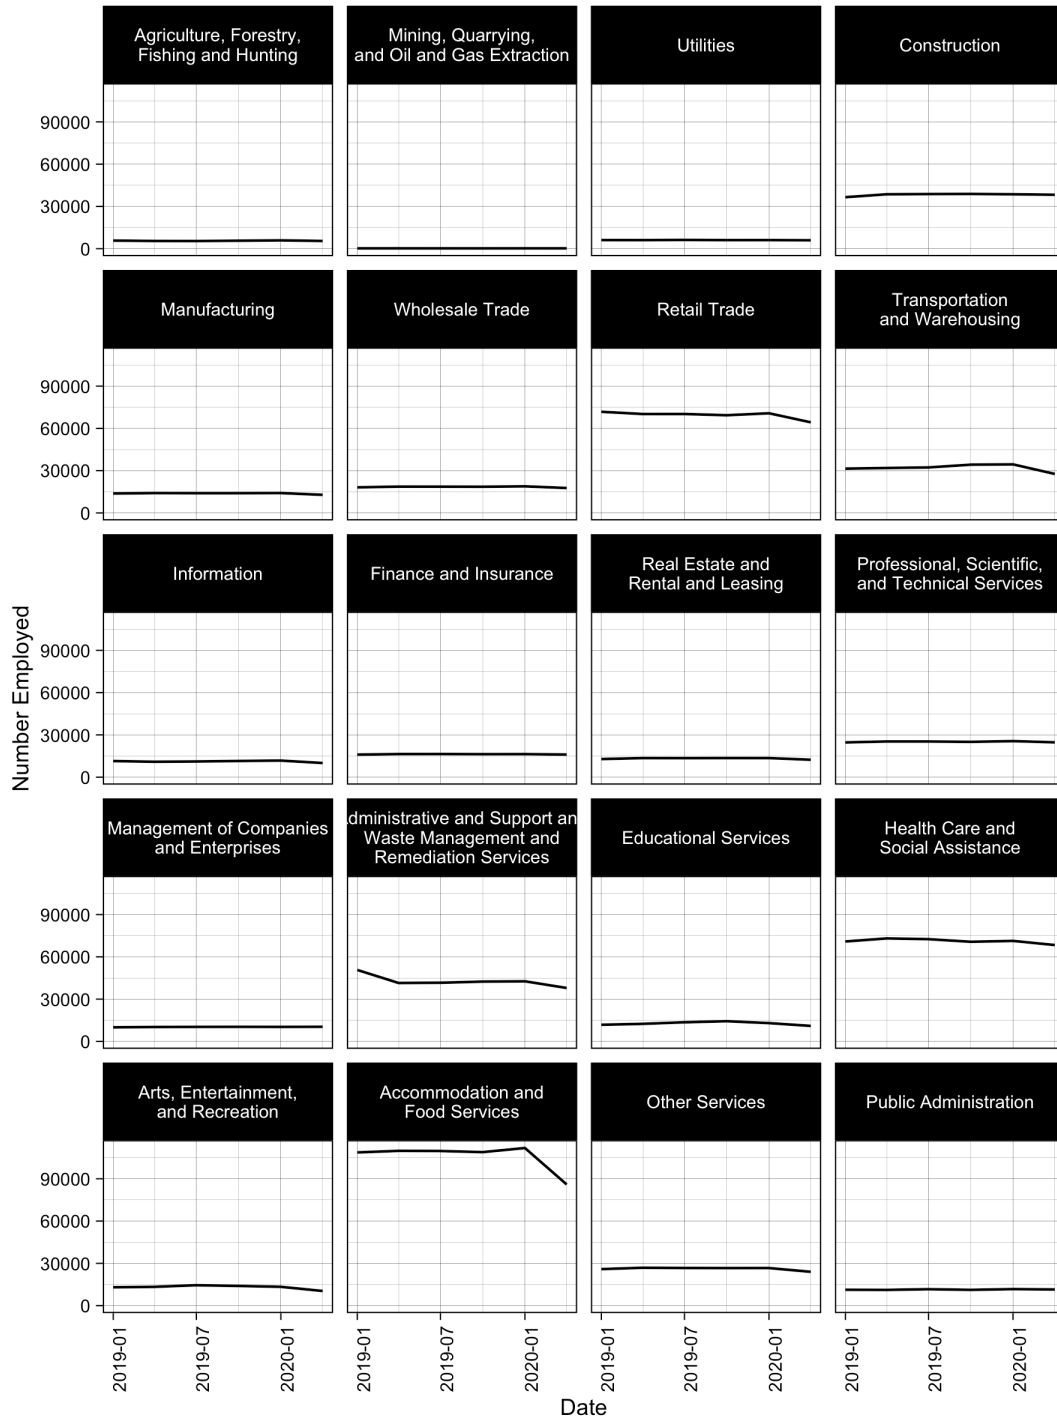 Agriculture, Forestry,
Fishing and Hunting
Mining, Quarrying,
and Oil and Gas Extraction
Utilities
Construction
90000
60000
30000
0
Manufacturing
Wholesale Trade
Retail Trade
Transportation
and Warehousing
90000
60000
30000
0
Information
Finance and Insurance
Real Estate and
Rental and Leasing
Professional, Scientific,
and Technical Services
90000
60000
30000
0
Number Employed
Management of Companies
and Enterprises
dministrative and Support an
Waste Management and
Remediation Services
Educational Services
Health Care and
Social Assistance
90000
60000
30000
0
Arts, Entertainment,
and Recreation
Accommodation and
Food Services
Other Services
Public Administration
90000
60000
30000
0
2019-01
2019-07
2020-01
2019-01
2019-07
2020-01
2019-01
2019-07
2020-01
2019-01
2019-07
2020-01
Date